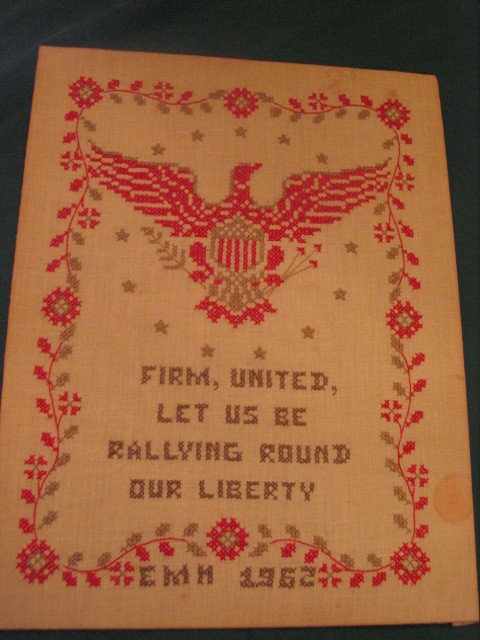 FIRM, UNITED,
LET US BE
RALLYING ROUND
OUR LIBERTY
EMH 1962